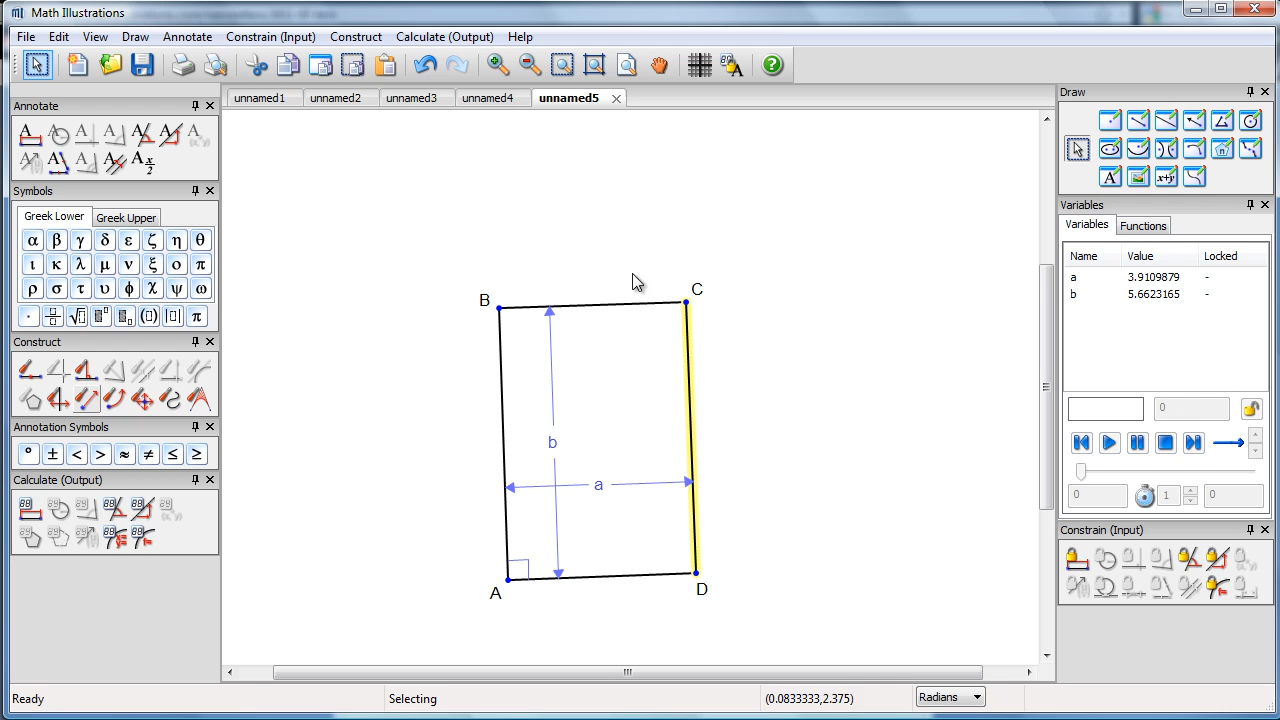 Math Illustrations
File Edit View Draw Annotate Constrain (Input) Construct Calculate (Output) Help
unnamed1 unnamed2 unnamed3 unnamed4 unnamed5
Annotate
Symbols
Greek Lower Greek Upper
α β γ δ ε ζ η θ
ι κ λ μ ν ξ ο π
ρ σ τ υ ϕ χ ψ ω
π
Construct
Annotation Symbols
° ± < > ≈ ≠ ≤ ≥
Calculate (Output)
B
C
b
a
A
D
Draw
Variables
Variables Functions
Name Value Locked
a 3.9109879 -
b 5.6623165 -
0
0 1 0
Constrain (Input)
Ready Selecting (0.0833333,2.375) Radians